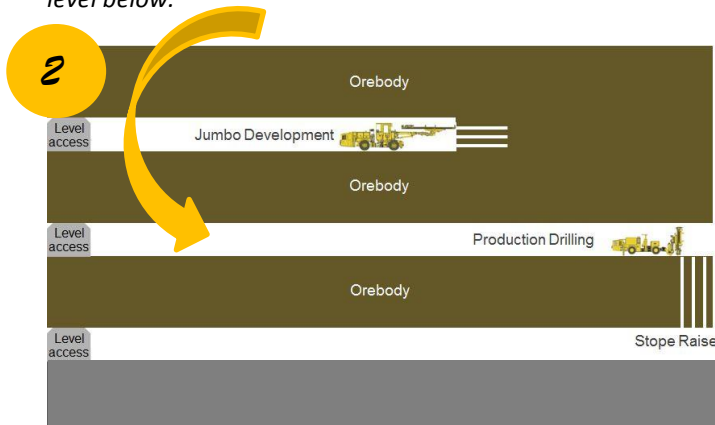 level below.
2
Orebody
Level
access
Jumbo Development
Orebody
Level
access
Production Drilling
Orebody
Level
access
Stope Raise